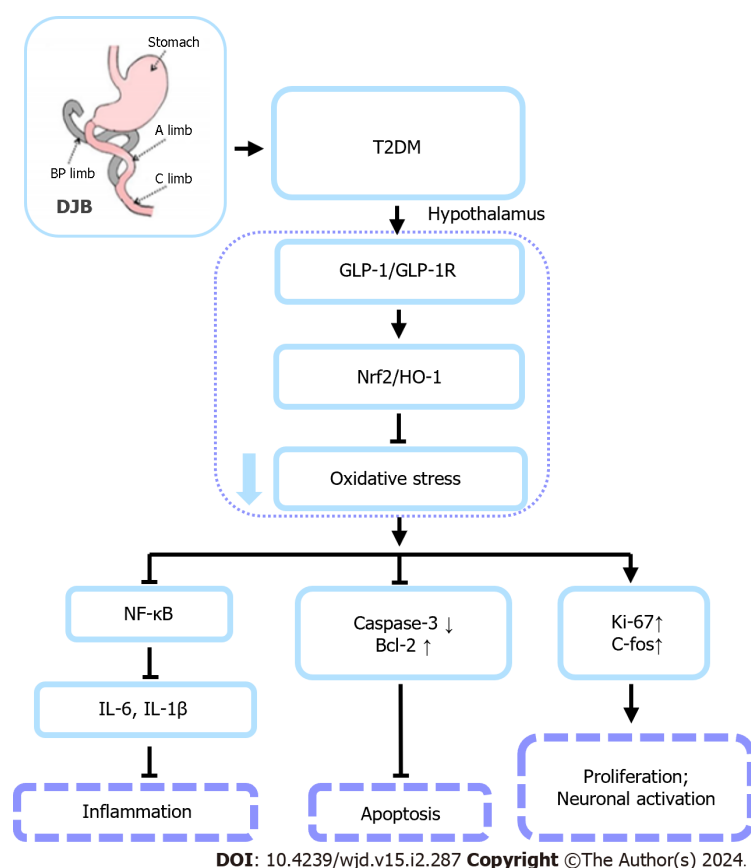 Stomach
A limb
BP limb
C limb
DJB
T2DM
Hypothalamus
GLP-1/GLP-1R
Nrf2/HO-1
Oxidative stress
NF-κB
Caspase-3 ↓
Bcl-2 ↑
Ki-67↑
C-fos↑
IL-6, IL-1β
Inflammation
Apoptosis
Proliferation;
Neuronal activation
DOI: 10.4239/wjd.v15.i2.287 Copyright ©The Author(s) 2024.